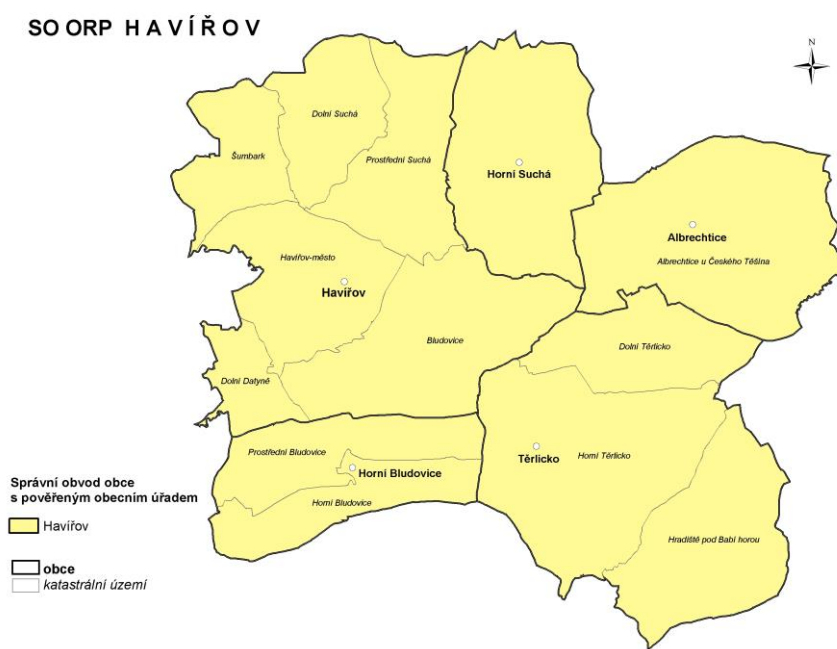 SO ORP H A V Í Ř O V
N
Dolní Suchá
Šumbark
Prostřední Suchá
Horní Suchá
Albrechtice
Albrechtice u Českého Těšína
Havířov-město
Havířov
Bludovice
Dolní Těrlicko
Dolní Datyně
Prostřední Bludovice
Horní Bludovice
Horní Bludovice
Těrlicko
Horní Těrlicko
Hradiště pod Babí horou
Správní obvod obce
s pověřeným obecním úřadem
Havířov
obce
katastrální území